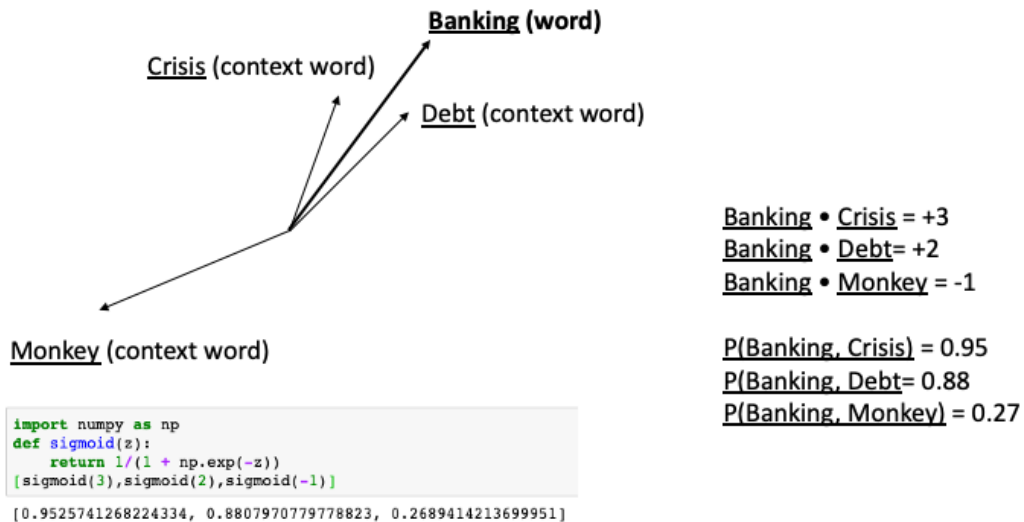 Banking (word)
Crisis (context word)
Debt (context word)
Banking • Crisis = +3
Banking • Debt= +2
Banking • Monkey = -1
Monkey (context word)
P(Banking, Crisis) = 0.95
P(Banking, Debt= 0.88
P(Banking, Monkey) = 0.27
import numpy as np
def sigmoid(z):
    return 1/(1 + np.exp(-z))
[sigmoid(3),sigmoid(2),sigmoid(-1)]
[0.9525741268224334, 0.8807970779778823, 0.2689414213699951]